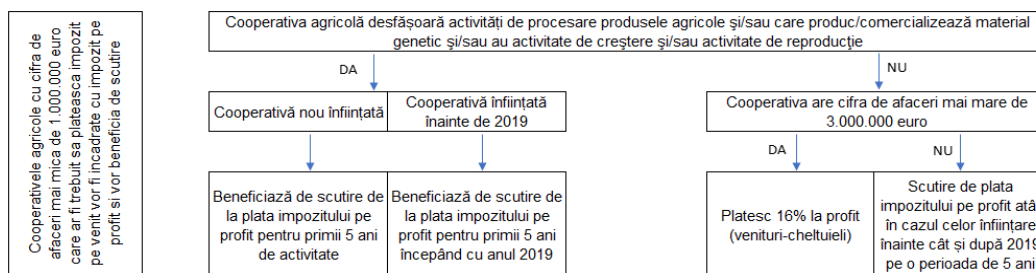 Cooperativele agricole cu cifra de
afaceri mai mica de 1.000.000 euro
care ar fi trebuit sa plateasca impozit
pe venit vor fi incadrate cu impozit pe
profit si vor beneficia de scutire
Cooperativa agricolă desfășoară activități de procesare produsele agricole şi/sau care produc/comercializează material
genetic şi/sau au activitate de creştere şi/sau activitate de reproducţie
DA
NU
Cooperativă nou înființată
Cooperativă înființată
înainte de 2019
Cooperativa are cifra de afaceri mai mare de
3.000.000 euro
DA
NU
Beneficiază de scutire de
la plata impozitului pe
profit pentru primii 5 ani
de activitate
Beneficiază de scutire de
la plata impozitului pe
profit pentru primii 5 ani
începând cu anul 2019
Platesc 16% la profit
(venituri-cheltuieli)
Scutire de plata
impozitului pe profit atâ
în cazul celor înființare
înainte cât și după 2019
pe o perioada de 5 ani